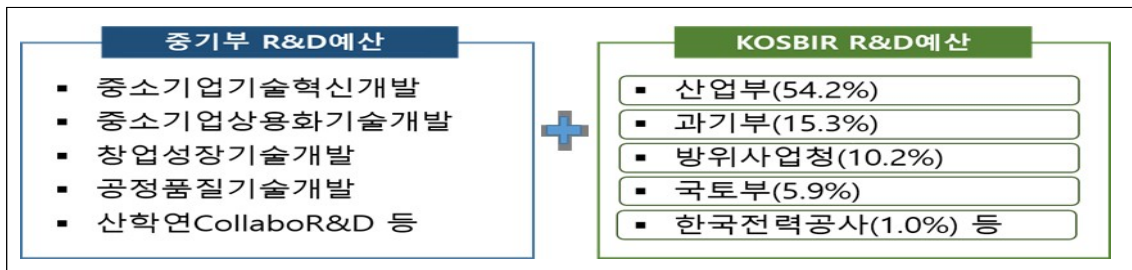 중기부 R&D예산
▪ 중소기업기술혁신개발
▪ 중소기업상용화기술개발
▪ 창업성장기술개발
▪ 공정품질기술개발
▪ 산학연CollaboR&D 등
KOSBIR R&D예산
▪ 산업부(54.2%)
▪ 과기부(15.3%)
▪ 방위사업청(10.2%)
▪ 국토부(5.9%)
▪ 한국전력공사(1.0%) 등